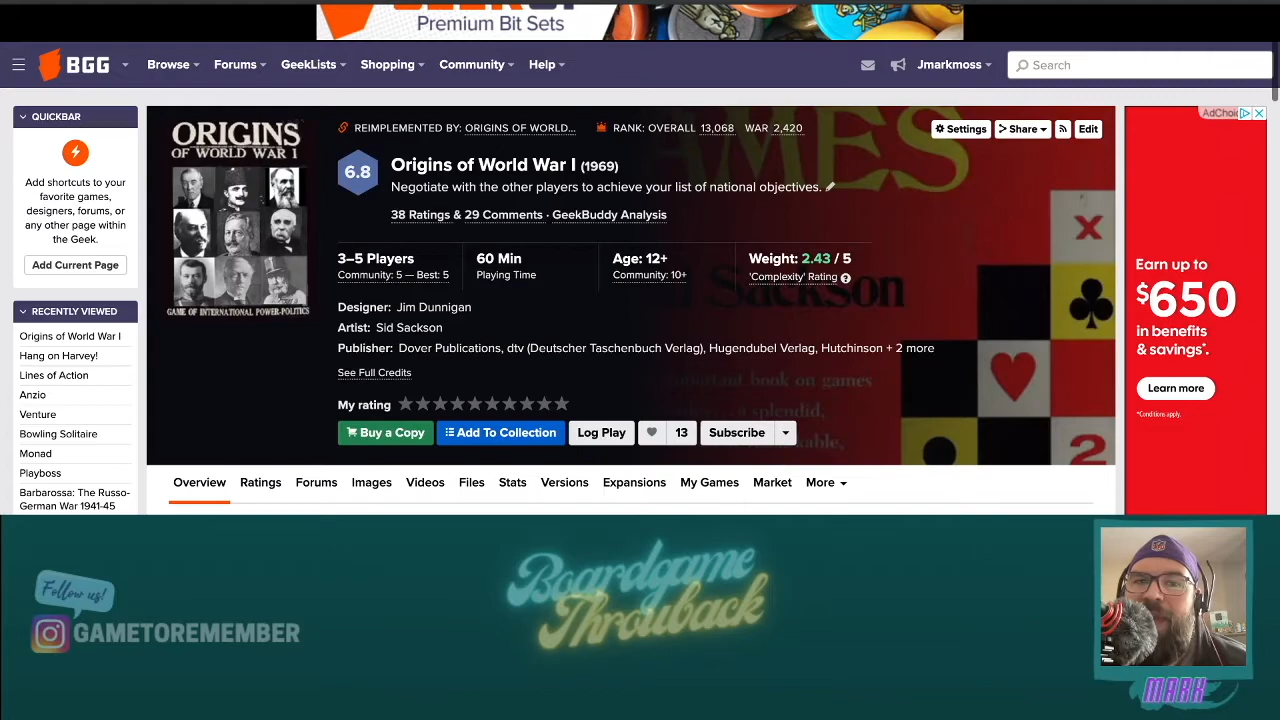 Premium Bit Sets
BGG
Browse
Forums
GeekLists
Shopping
Community
Help
Jmarkmoss
Search
QUICKBAR
Add shortcuts to your
favorite games,
designers, forums, or
any other page within
the Geek.
Add Current Page
RECENTLY VIEWED
Origins of World War I
Hang on Harvey!
Lines of Action
Anzio
Venture
Bowling Solitaire
Monad
Playboss
Barbarossa: The Russo-
German War 1941-45
ORIGINS
OF WORLD WAR I
GAME OF INTERNATIONAL POWER-POLITICS
REIMPLEMENTED BY: ORIGINS OF WORLD...
RANK: OVERALL 13,068 WAR 2,420
Settings
Share
Edit
6.8
Origins of World War I (1969)
Negotiate with the other players to achieve your list of national objectives.
38 Ratings & 29 Comments · GeekBuddy Analysis
3–5 Players
Community: 5 — Best: 5
60 Min
Playing Time
Age: 12+
Community: 10+
Weight: 2.43 / 5
'Complexity' Rating ?
Designer: Jim Dunnigan
Artist: Sid Sackson
Publisher: Dover Publications, dtv (Deutscher Taschenbuch Verlag), Hugendubel Verlag, Hutchinson + 2 more
See Full Credits
My rating
Buy a Copy
Add To Collection
Log Play
13
Subscribe
GAMES
Sackson
book on games
splendid,
X
2
Overview
Ratings
Forums
Images
Videos
Files
Stats
Versions
Expansions
My Games
Market
More
AdChoic
Earn up to
$650
in benefits
& savings*.
Learn more
*Conditions apply.
Follow us!
GAMETOREMEMBER
Boardgame
Throwback
MARK